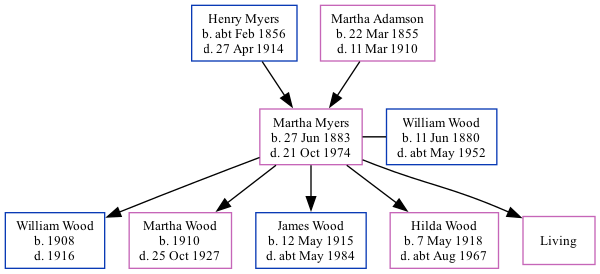 Henry Myers
b. abt Feb 1856
d. 27 Apr 1914
Martha Adamson
b. 22 Mar 1855
d. 11 Mar 1910
Martha Myers
b. 27 Jun 1883
d. 21 Oct 1974
William Wood
b. 11 Jun 1880
d. abt May 1952
William Wood
b. 1908
d. 1916
Martha Wood
b. 1910
d. 25 Oct 1927
James Wood
b. 12 May 1915
d. abt May 1984
Hilda Wood
b. 7 May 1918
d. abt Aug 1967
Living